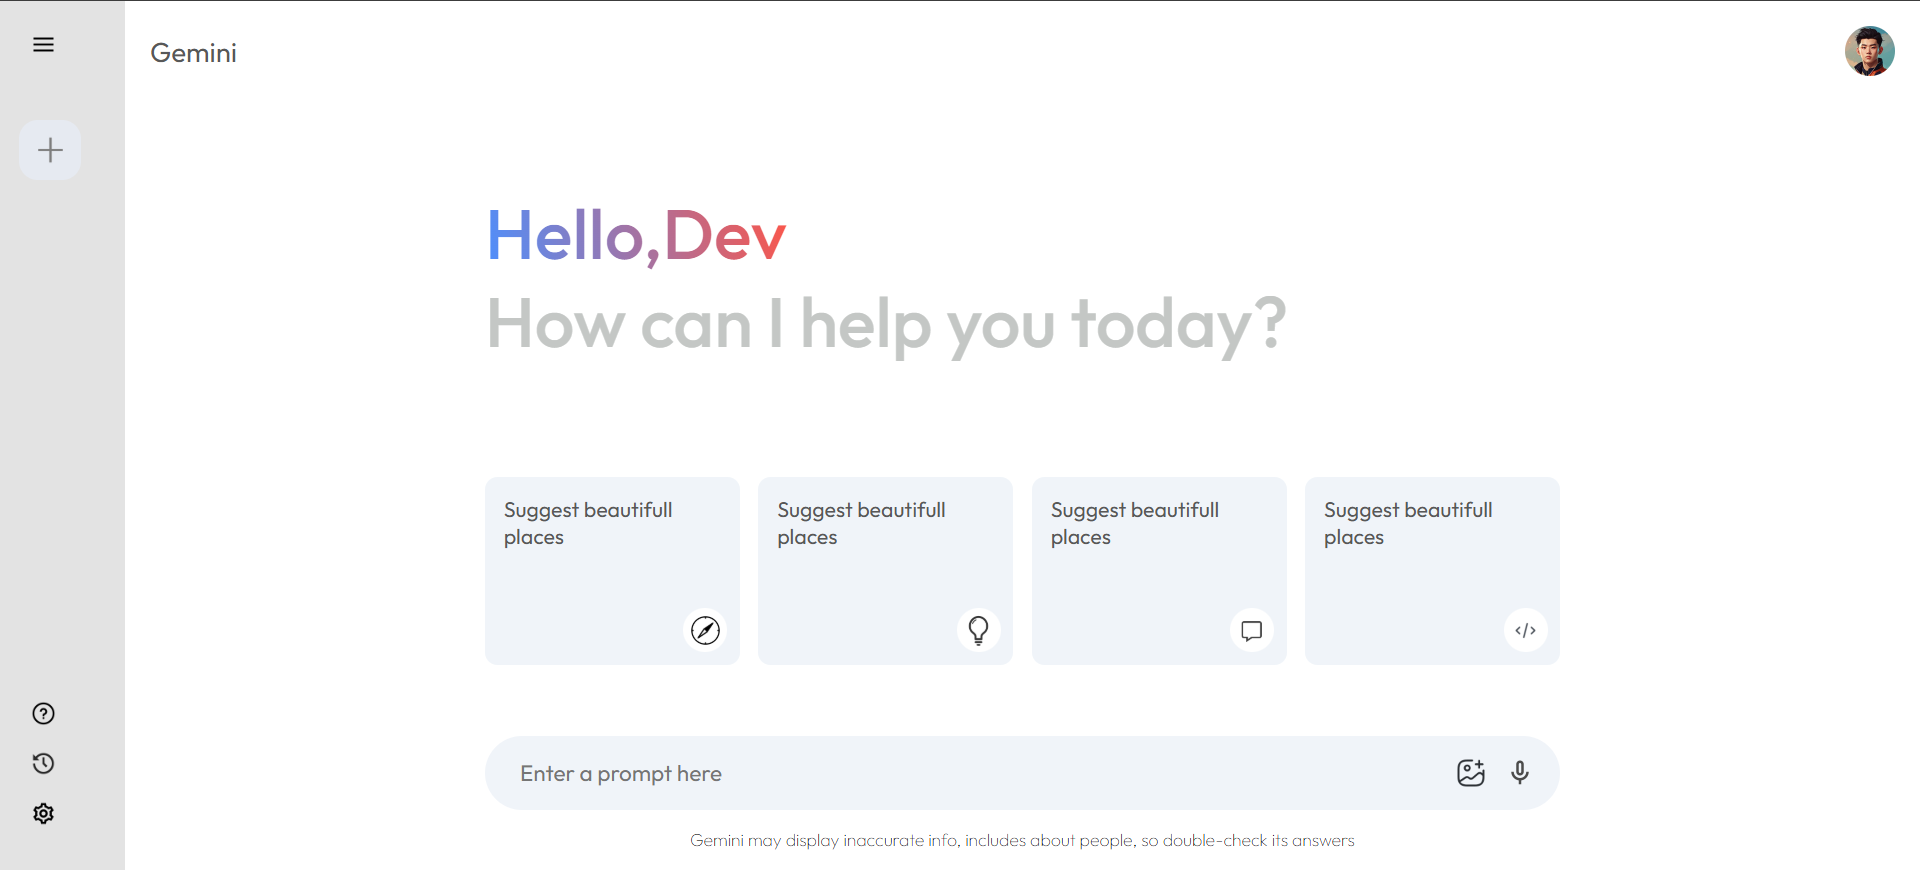 Gemini
Hello,Dev
How can I help you today?
Suggest beautifull
places
Suggest beautifull
places
Suggest beautifull
places
Suggest beautifull
places
Enter a prompt here
Gemini may display inaccurate info, includes about people, so double-check its answers